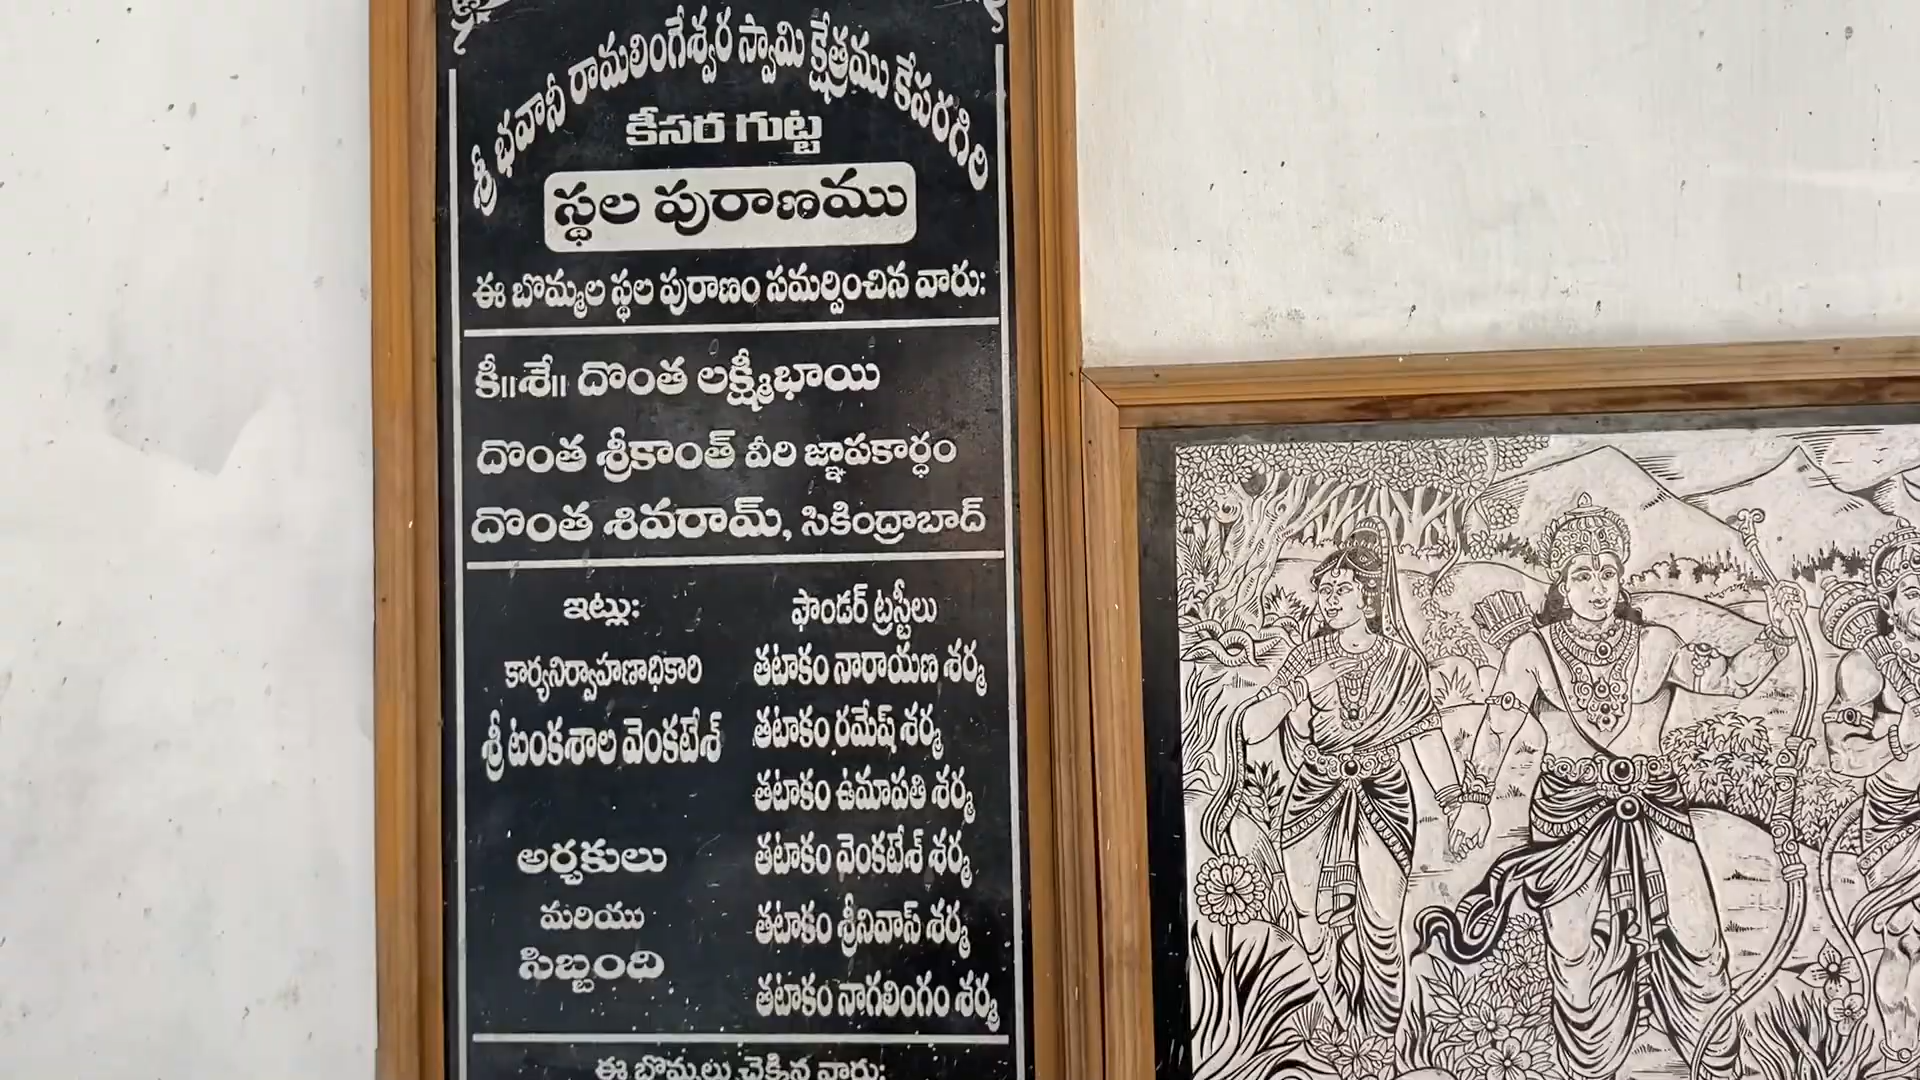 శ్రీ భవానీ రామలింగేశ్వర స్వామి క్షేత్రము కేపరగిరి
కీసర గుట్ట
స్థల పురాణము
ఈ బొమ్మల స్థల పురాణం సమర్పించిన వారు:
కీ॥శే॥ దొంత లక్ష్మీభాయి
దొంత శ్రీకాంత్ వీరి జ్ఞాపకార్ధం
దొంత శివరామ్, సికింద్రాబాద్
ఇట్లు:
కార్యనిర్వాహణాధికారి
శ్రీ టంకశాల వెంకటేశ్
అర్చకులు
మరియు
సిబ్బంది
ఫౌండర్ ట్రస్టీలు
తటాకం నారాయణ శర్మ
తటాకం రమేష్ శర్మ
తటాకం ఉమాపతి శర్మ
తటాకం వెంకటేశ్ శర్మ
తటాకం శ్రీనివాస్ శర్మ
తటాకం నాగలింగం శర్మ
ఈ బొమ్మలు చెక్కిన వారు: